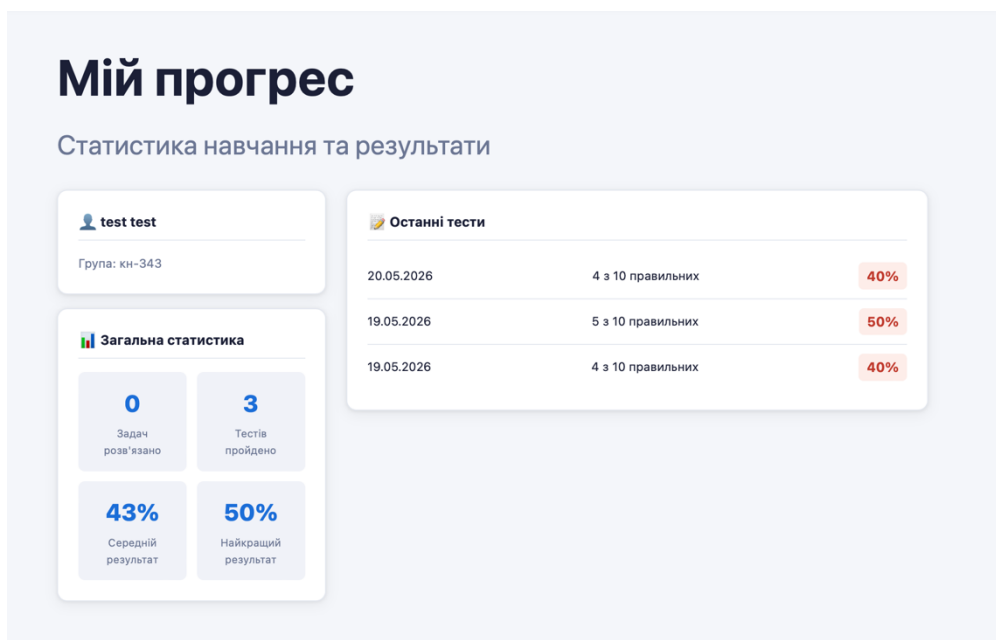 Мій прогрес
Статистика навчання та результати
test test
Група: кн-343
Загальна статистика
0
Задач
розв'язано
3
Тестів
пройдено
43%
Середній
результат
50%
Найкращий
результат
Останні тести
20.05.2026 4 з 10 правильних 40%
19.05.2026 5 з 10 правильних 50%
19.05.2026 4 з 10 правильних 40%